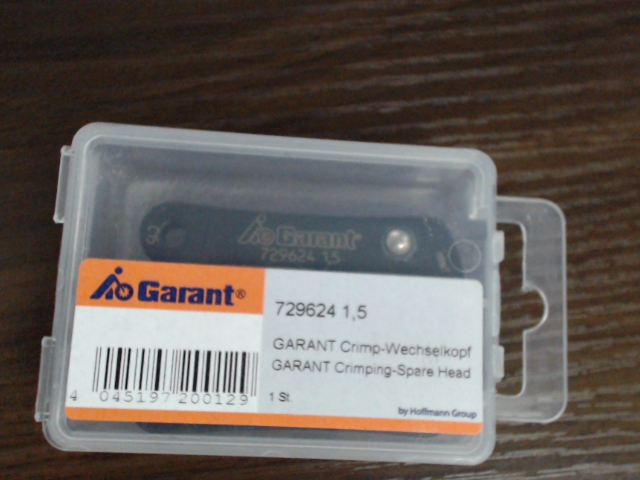 Garant
729624 1,5
Garant®
729624 1,5
GARANT Crimp-Wechselkopf
GARANT Crimping-Spare Head
4 045197 200129
1 St.
by Hoffmann Group